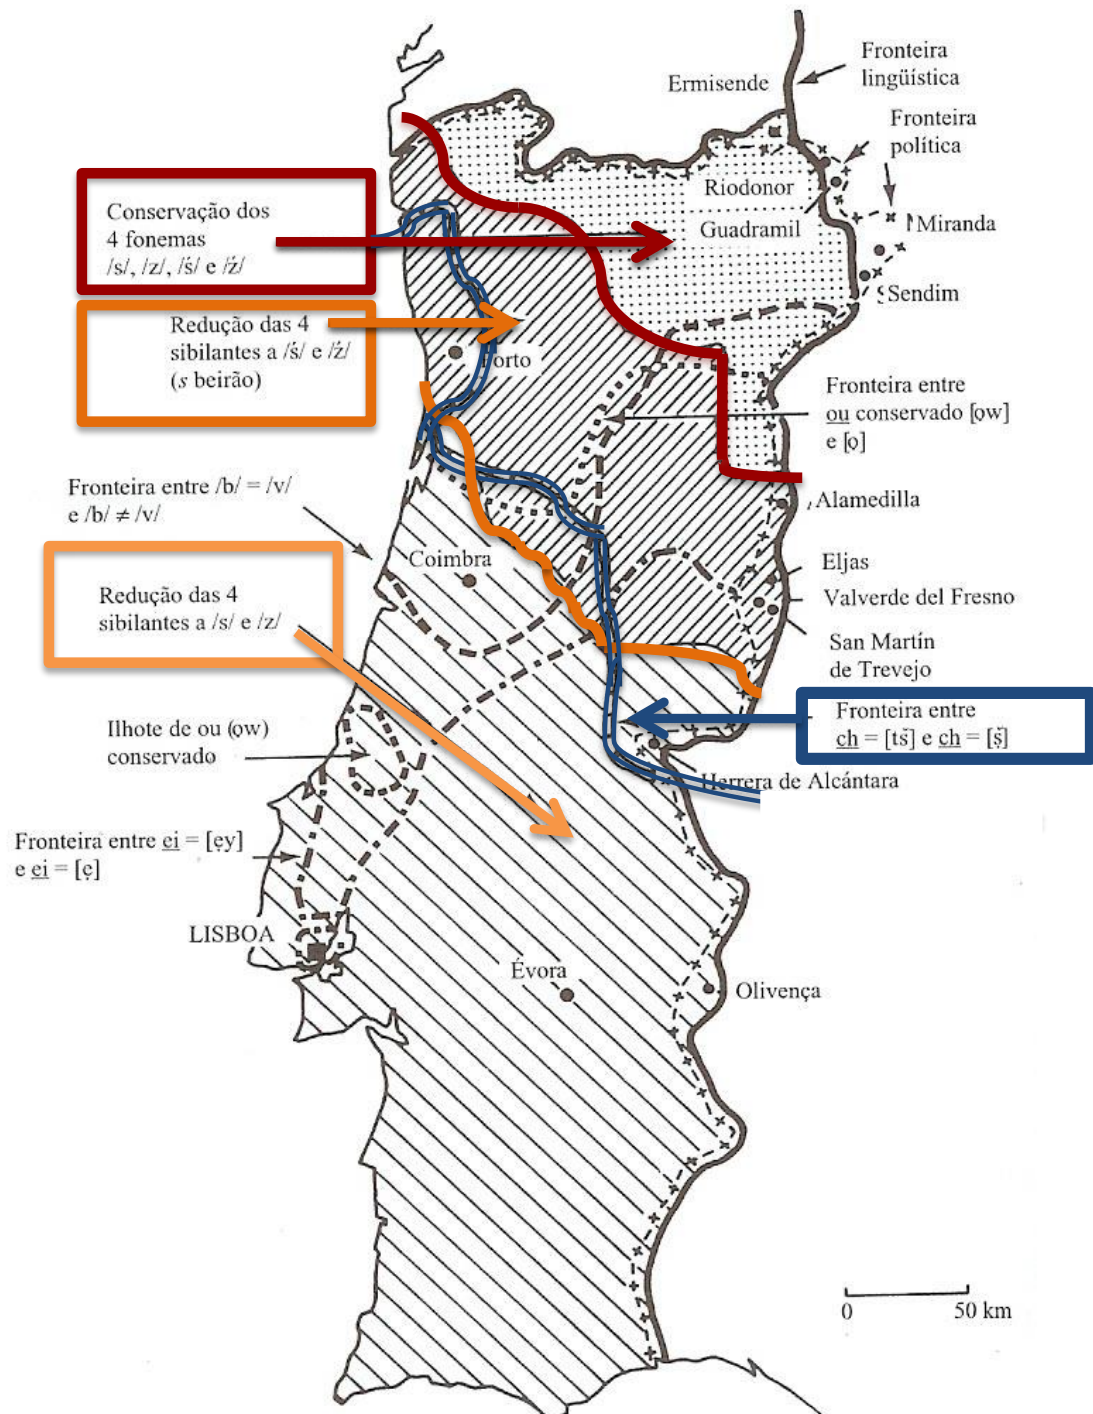 Fronteira
lingüística
Ermisende
Fronteira
política
Riodonor
Guadramil
Miranda
Sendim
Conservação dos
4 fonemas
/s/, /z/, /ś/ e /ź/
Redução das 4
sibilantes a /ś/ e /ź/
(s beirão)
Porto
Fronteira entre
ou conservado [ọw]
e [ọ]
Fronteira entre /b/ = /v/
e /b/ ≠ /v/
Alamedilla
Coimbra
Eljas
Valverde del Fresno
San Martín
de Trevejo
Redução das 4
sibilantes a /s/ e /z/
Fronteira entre
ch = [tš] e ch = [š]
Ilhote de ou (ọw)
conservado
Herrera de Alcántara
Fronteira entre ei = [ẹy]
e ei = [ẹ]
LISBOA
Évora
Olivença
0 50 km